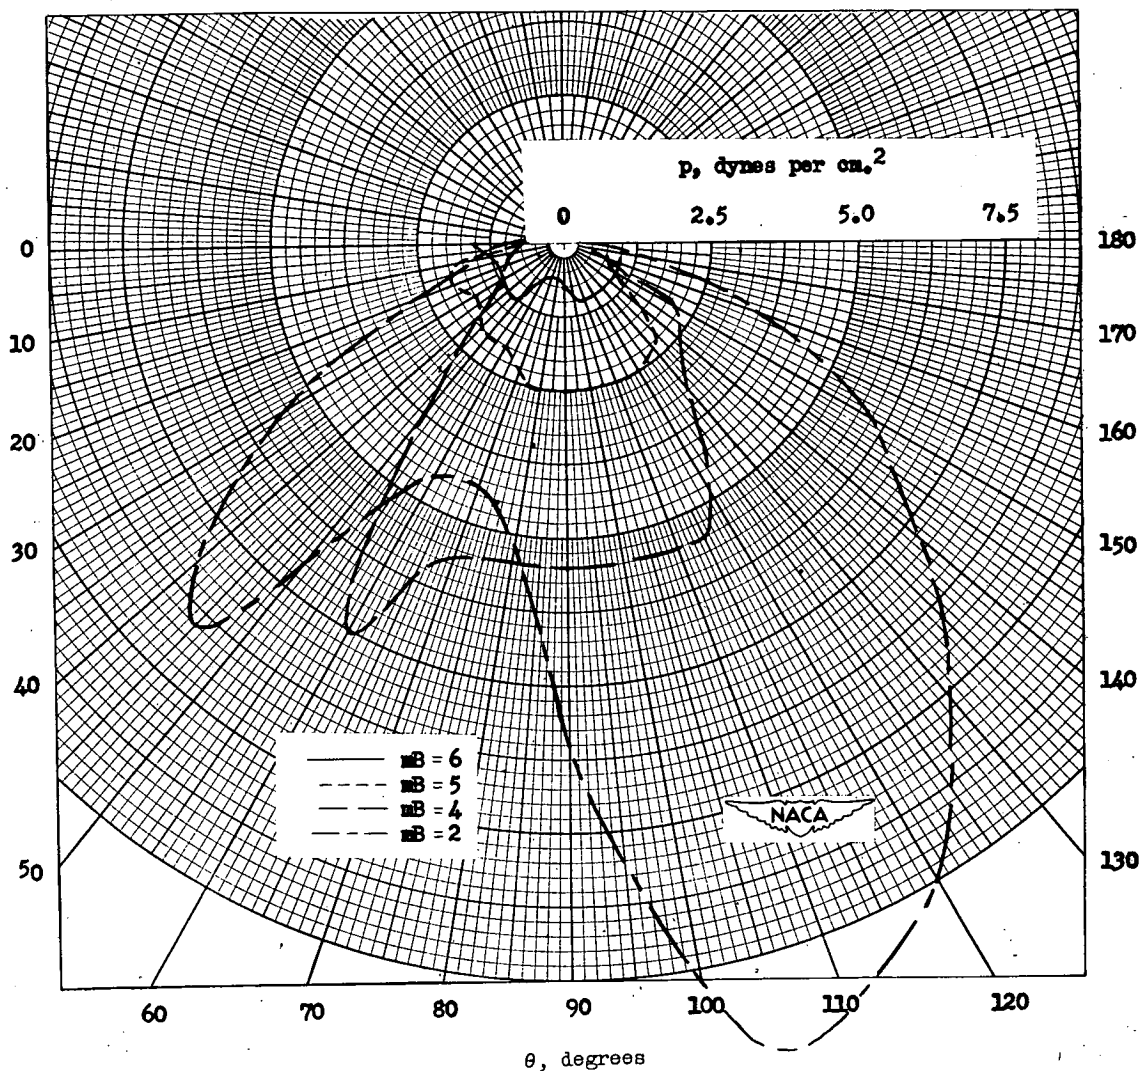 p, dynes per cm.²
0 2.5 5.0 7.5
0 180
10 170
20 160
30 150
40 140
mB = 6
mB = 5
mB = 4
mB = 2
NACA
50 130
60 70 80 90 100 110 120
θ, degrees